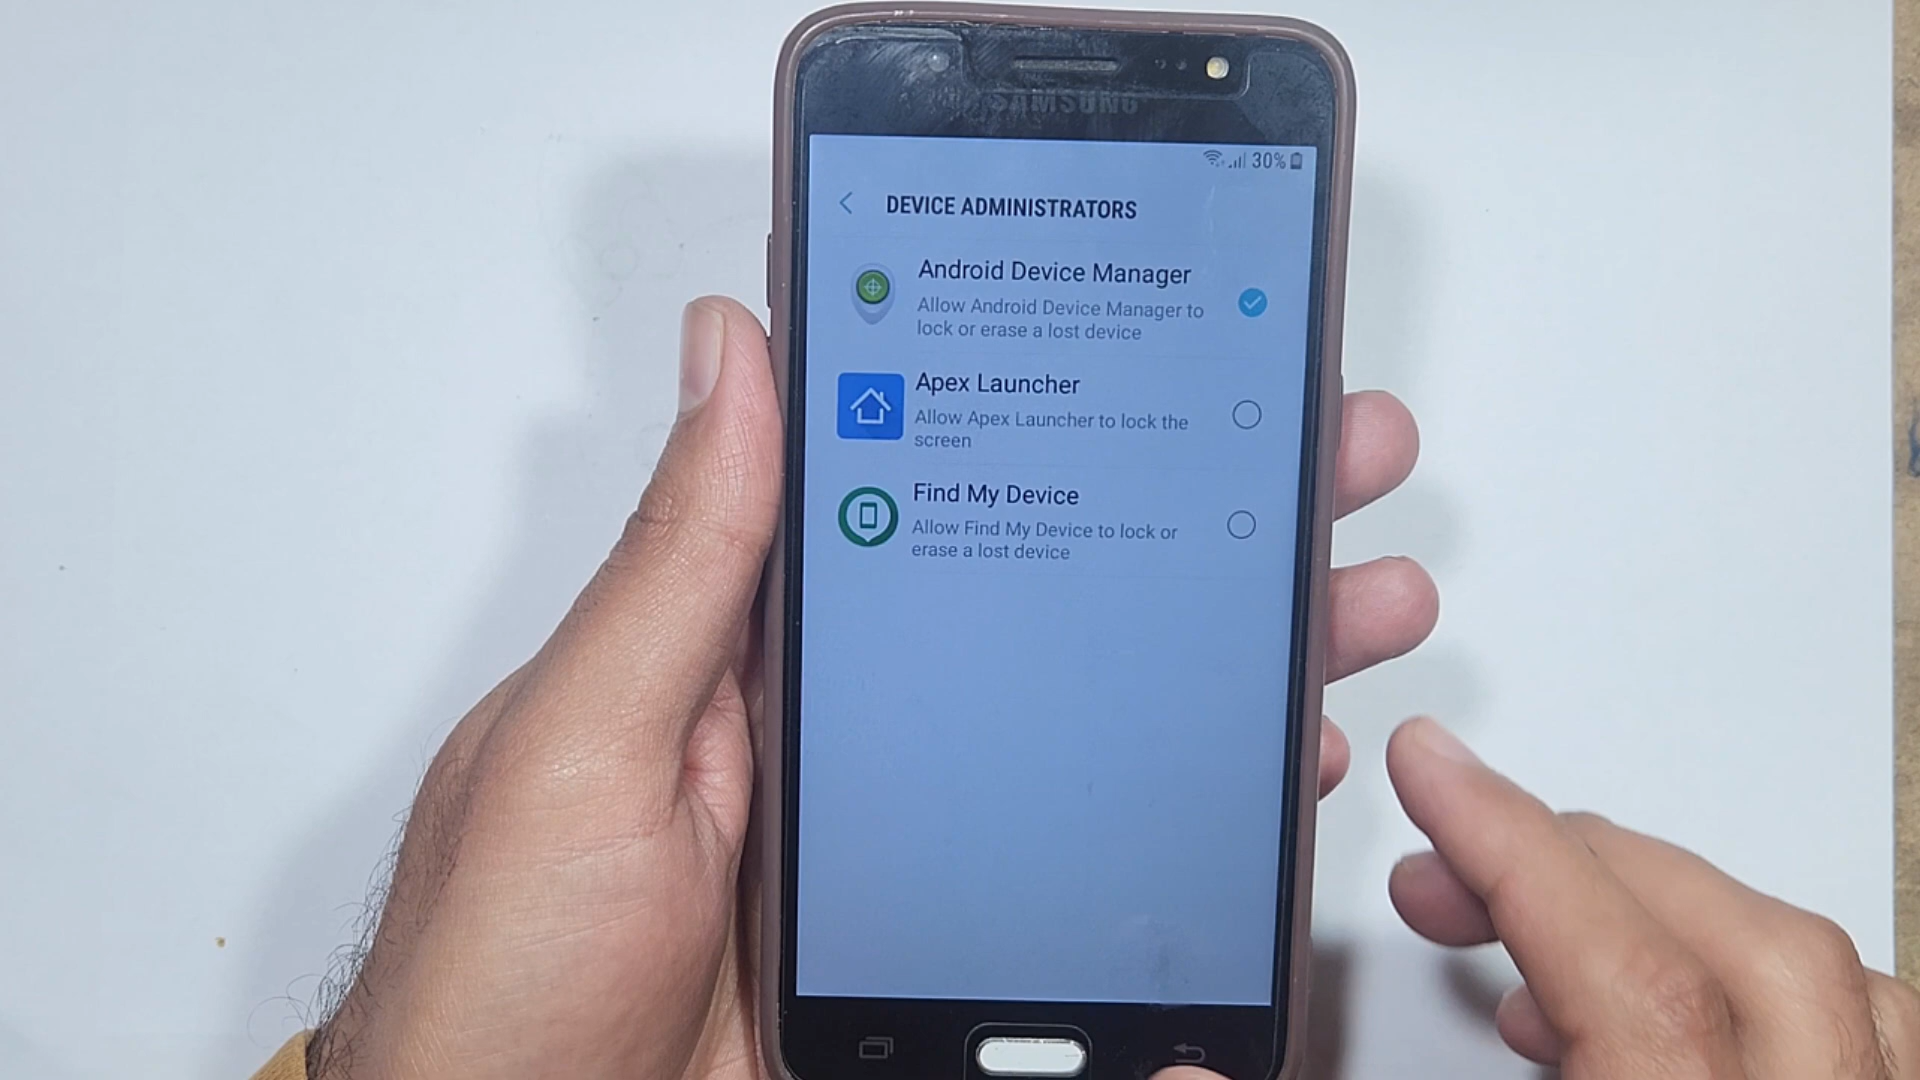 SAMSUNG
30%
DEVICE ADMINISTRATORS
Android Device Manager
Allow Android Device Manager to
lock or erase a lost device
Apex Launcher
Allow Apex Launcher to lock the
screen
Find My Device
Allow Find My Device to lock or
erase a lost device